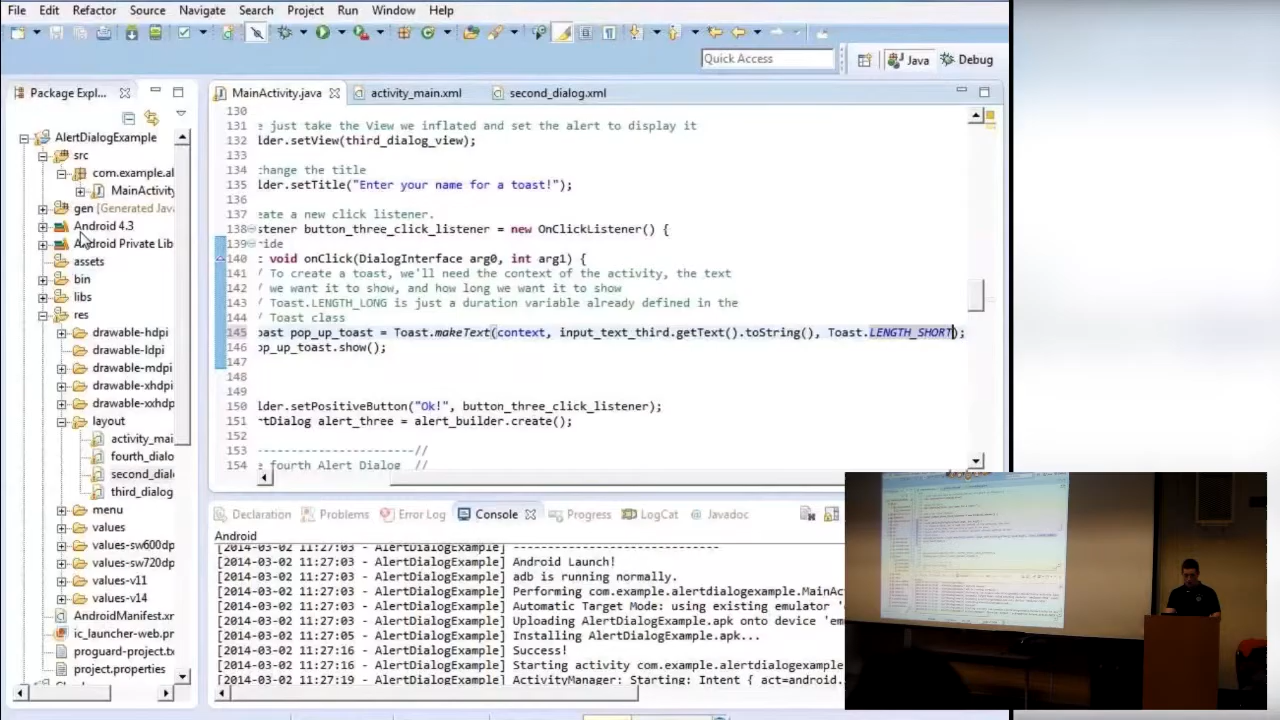 File Edit Refactor Source Navigate Search Project Run Window Help
Quick Access
Java
Debug
Package Expl...
MainActivity.java
activity_main.xml
second_dialog.xml
AlertDialogExample
src
com.example.al
MainActivity
gen [Generated Java
Android 4.3
Android Private Lib
assets
bin
libs
res
drawable-hdpi
drawable-ldpi
drawable-mdpi
drawable-xhdpi
drawable-xxhdp
layout
activity_mai
fourth_dialo
second_dial
third_dialog
menu
values
values-sw600dp
values-sw720dp
values-v11
values-v14
AndroidManifest.xm
ic_launcher-web.pr
proguard-project.tx
project.properties
130
131 e just take the View we inflated and set the alert to display it
132 lder.setView(third_dialog_view);
133
134 change the title
135 lder.setTitle("Enter your name for a toast!");
136
137 eate a new click listener.
138 stener button_three_click_listener = new OnClickListener() {
139 ride
140 void onClick(DialogInterface arg0, int arg1) {
141 / To create a toast, we'll need the context of the activity, the text
142 / we want it to show, and how long we want it to show
143 / Toast.LENGTH_LONG is just a duration variable already defined in the
144 / Toast class
145 oast pop_up_toast = Toast.makeText(context, input_text_third.getText().toString(), Toast.LENGTH_SHORT);
146 op_up_toast.show();
147
148
149
150 lder.setPositiveButton("Ok!", button_three_click_listener);
151 rtDialog alert_three = alert_builder.create();
152
153 ----------------------//
154 e fourth Alert Dialog //
Declaration
Problems
Error Log
Console
Progress
Javadoc
Android
[2014-03-02 11:27:03 - AlertDialogExample] ------------------------------
[2014-03-02 11:27:03 - AlertDialogExample] Android Launch!
[2014-03-02 11:27:03 - AlertDialogExample] adb is running normally.
[2014-03-02 11:27:03 - AlertDialogExample] Performing com.example.alertdialogexample.MainAc
[2014-03-02 11:27:03 - AlertDialogExample] Automatic Target Mode: using existing emulator '
[2014-03-02 11:27:03 - AlertDialogExample] Uploading AlertDialogExample.apk onto device 'em
[2014-03-02 11:27:03 - AlertDialogExample] Installing AlertDialogExample.apk...
[2014-03-02 11:27:16 - AlertDialogExample] Success!
[2014-03-02 11:27:16 - AlertDialogExample] Starting activity com.example.alertdialogexample
[2014-03-02 11:27:19 - AlertDialogExample] ActivityManager: Starting: Intent { act=android.